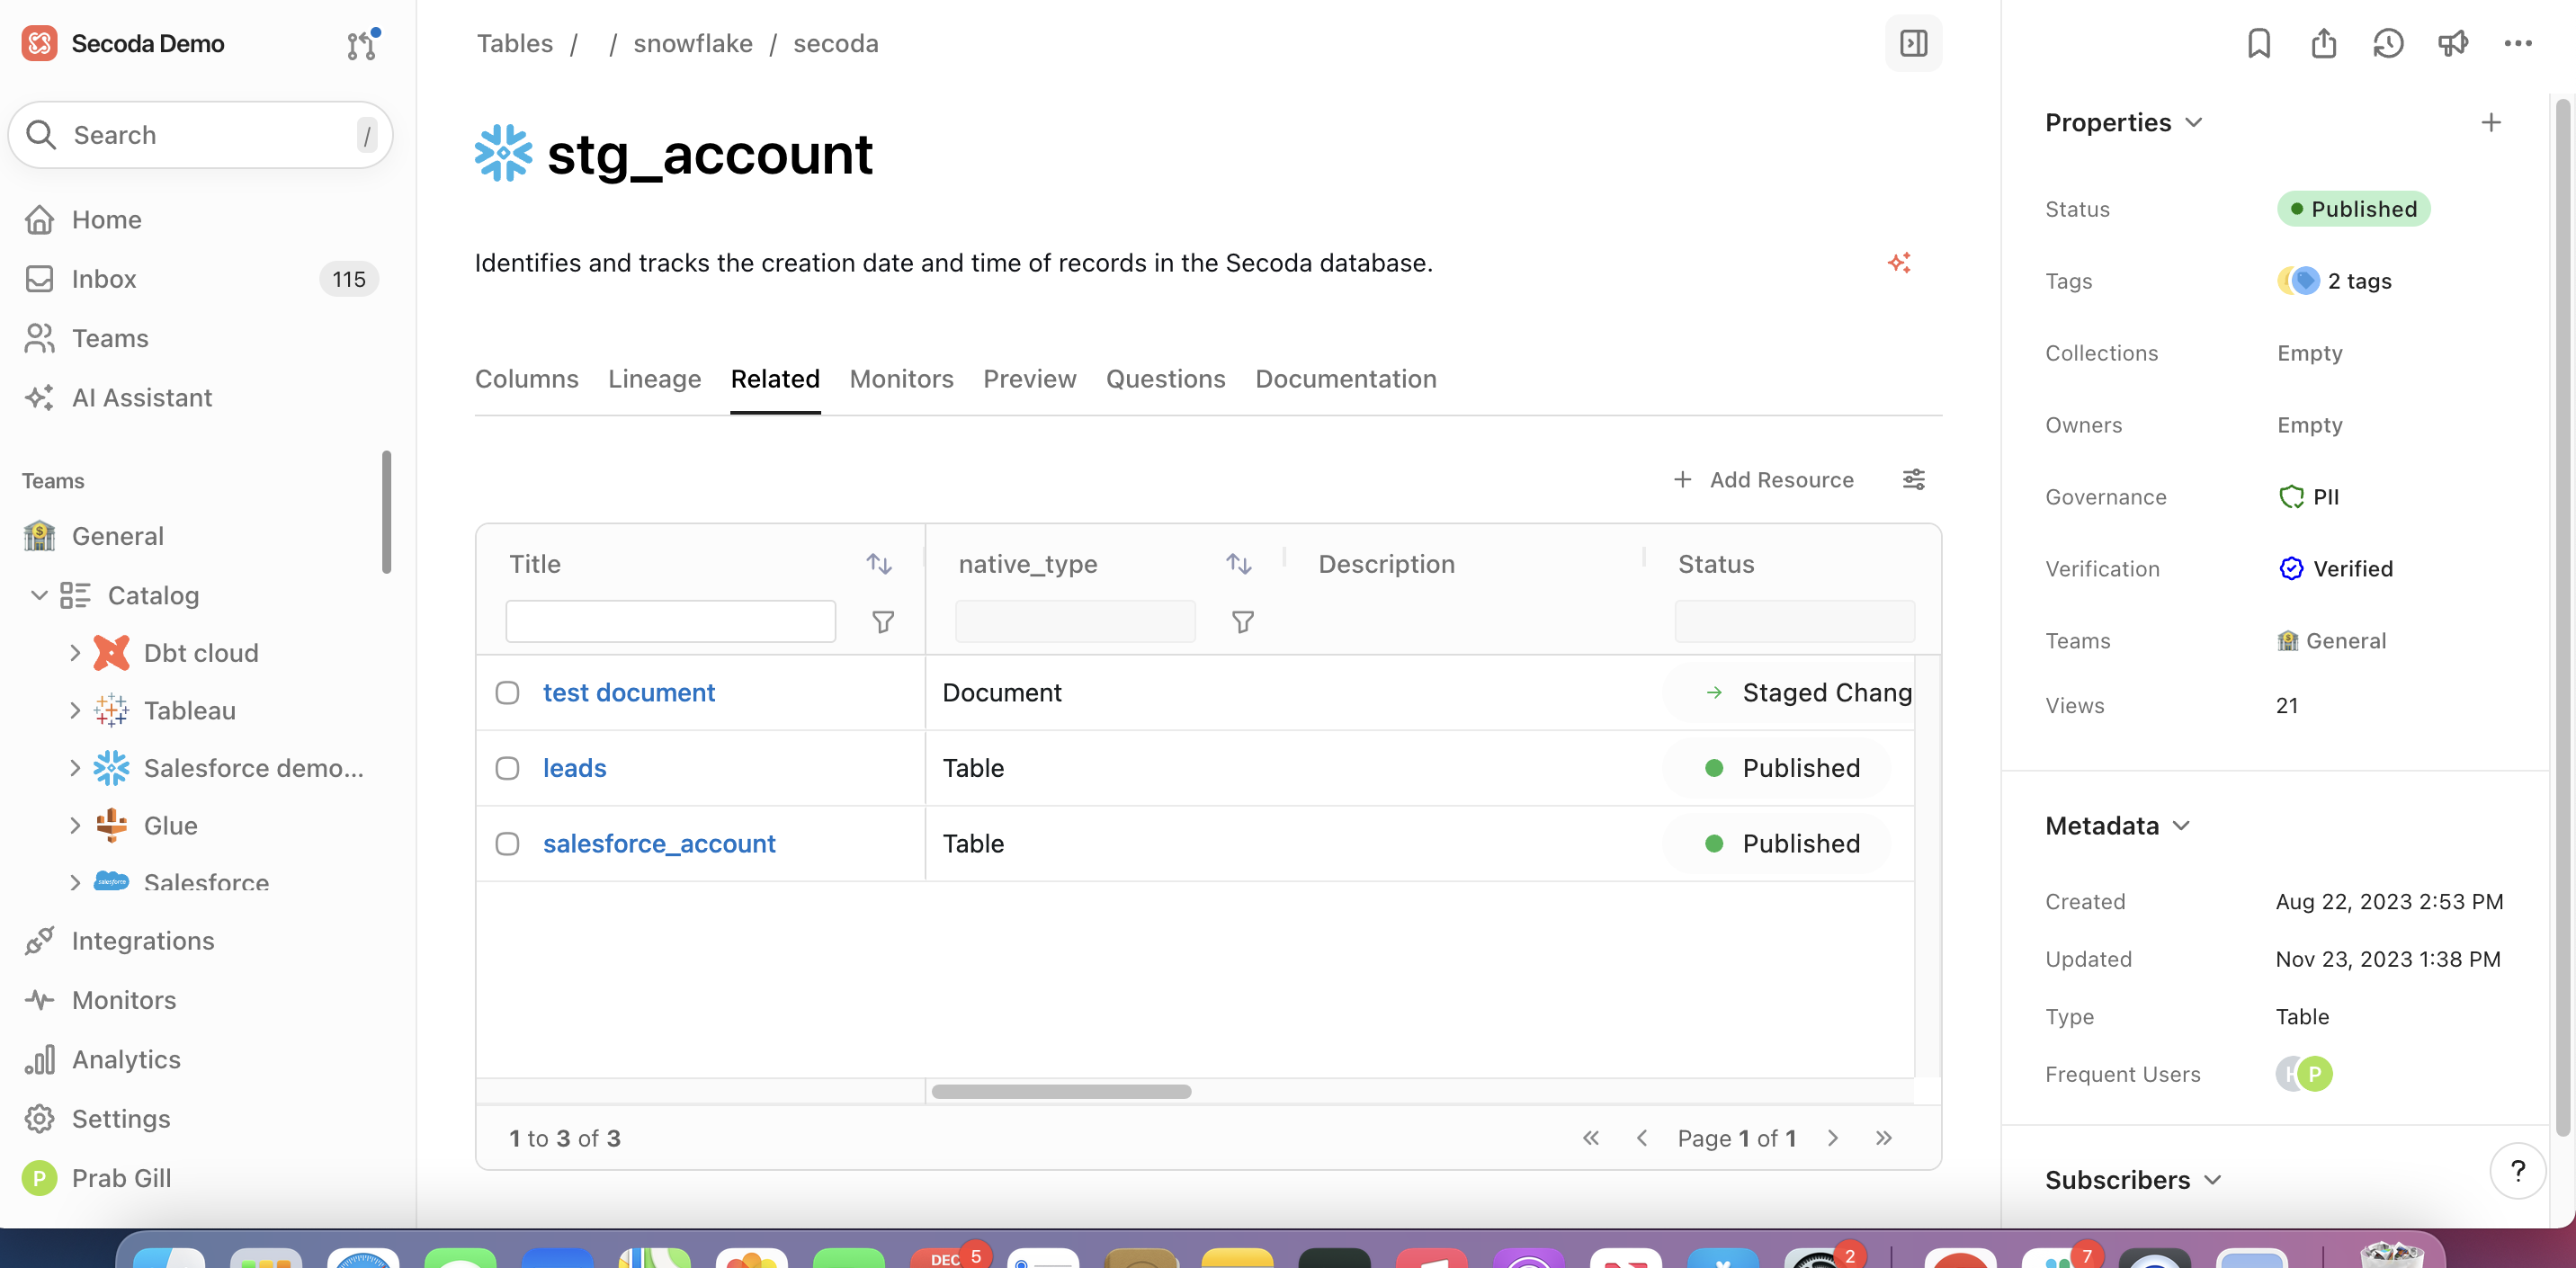 Secoda Demo
Search
/
Home
Inbox
115
Teams
AI Assistant
Teams
General
Catalog
Dbt cloud
Tableau
Salesforce demo...
Glue
salesforce
Salesforce
Integrations
Monitors
Analytics
Settings
P
Prab Gill
Tables / / snowflake / secoda
stg_account
Identifies and tracks the creation date and time of records in the Secoda database.
Columns Lineage Related Monitors Preview Questions Documentation
+ Add Resource
Title native_type Description Status
test document Document Staged Chang
leads Table Published
salesforce_account Table Published
1 to 3 of 3
Page 1 of 1
Properties
Status Published
Tags 2 tags
Collections Empty
Owners Empty
Governance PII
Verification Verified
Teams General
Views 21
Metadata
Created Aug 22, 2023 2:53 PM
Updated Nov 23, 2023 1:38 PM
Type Table
Frequent Users P
Subscribers
?
DEC 5
2
7